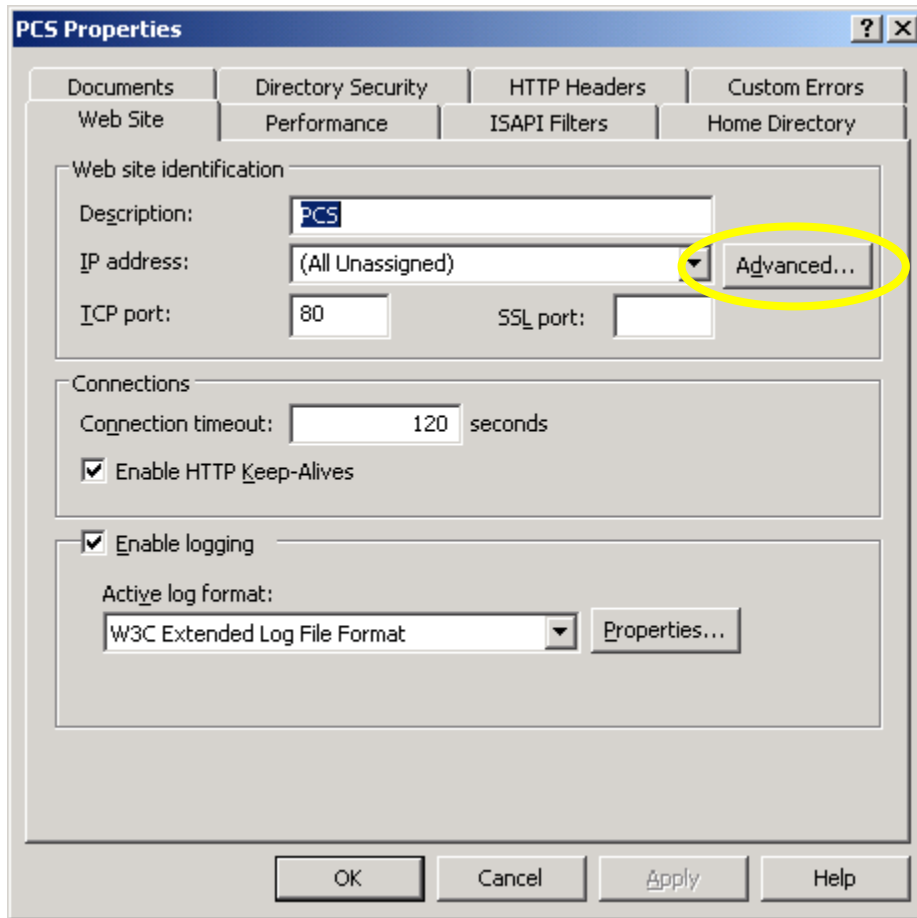 PCS Properties
Documents Directory Security HTTP Headers Custom Errors
Web Site Performance ISAPI Filters Home Directory
Web site identification
Description: PCS
IP address: (All Unassigned) Advanced...
TCP port: 80 SSL port:
Connections
Connection timeout: 120 seconds
Enable HTTP Keep-Alives
Enable logging
Active log format:
W3C Extended Log File Format Properties...
OK Cancel Apply Help